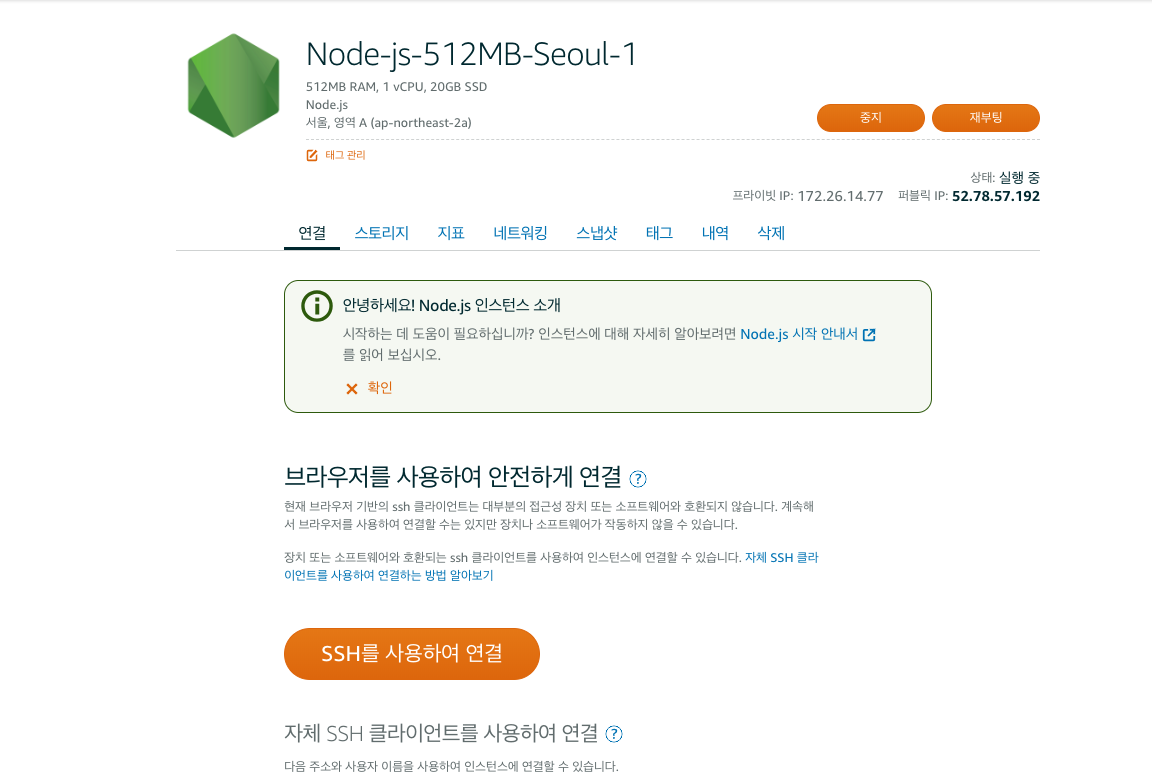 Node-js-512MB-Seoul-1
512MB RAM, 1 vCPU, 20GB SSD
Node.js
서울, 영역 A (ap-northeast-2a)
중지
재부팅
태그 관리
상태: 실행 중
프라이빗 IP: 172.26.14.77 퍼블릭 IP: 52.78.57.192
연결 스토리지 지표 네트워킹 스냅샷 태그 내역 삭제
안녕하세요! Node.js 인스턴스 소개
시작하는 데 도움이 필요하십니까? 인스턴스에 대해 자세히 알아보려면 Node.js 시작 안내서
를 읽어 보십시오.
확인
브라우저를 사용하여 안전하게 연결 ?
현재 브라우저 기반의 ssh 클라이언트는 대부분의 접근성 장치 또는 소프트웨어와 호환되지 않습니다. 계속해
서 브라우저를 사용하여 연결할 수는 있지만 장치나 소프트웨어가 작동하지 않을 수 있습니다.
장치 또는 소프트웨어와 호환되는 ssh 클라이언트를 사용하여 인스턴스에 연결할 수 있습니다. 자체 SSH 클라
이언트를 사용하여 연결하는 방법 알아보기
SSH를 사용하여 연결
자체 SSH 클라이언트를 사용하여 연결 ?
다음 주소와 사용자 이름을 사용하여 인스턴스에 연결할 수 있습니다.